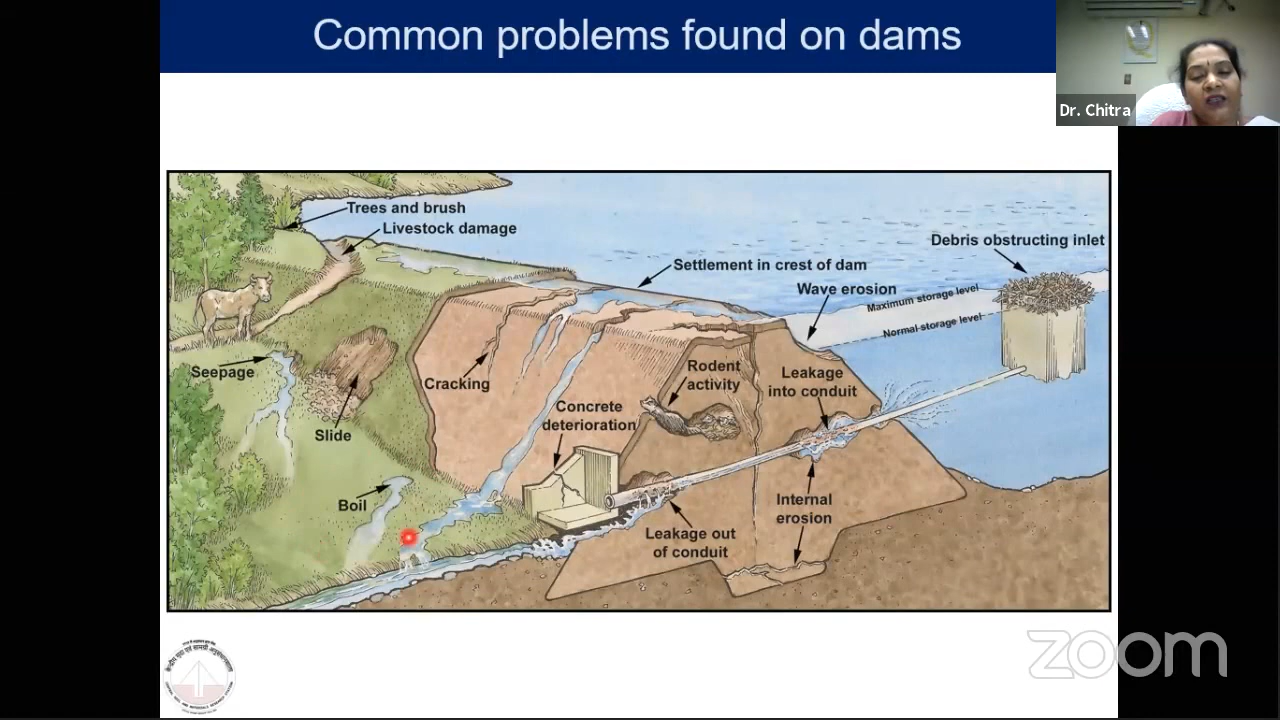 Common problems found on dams
Dr. Chitra
Trees and brush
Livestock damage
Debris obstructing inlet
Settlement in crest of dam
Wave erosion
Maximum storage level
Normal storage level
Seepage
Cracking
Rodent
activity
Leakage
into conduit
Concrete
deterioration
Slide
Boil
Internal
erosion
Leakage out
of conduit
zoom